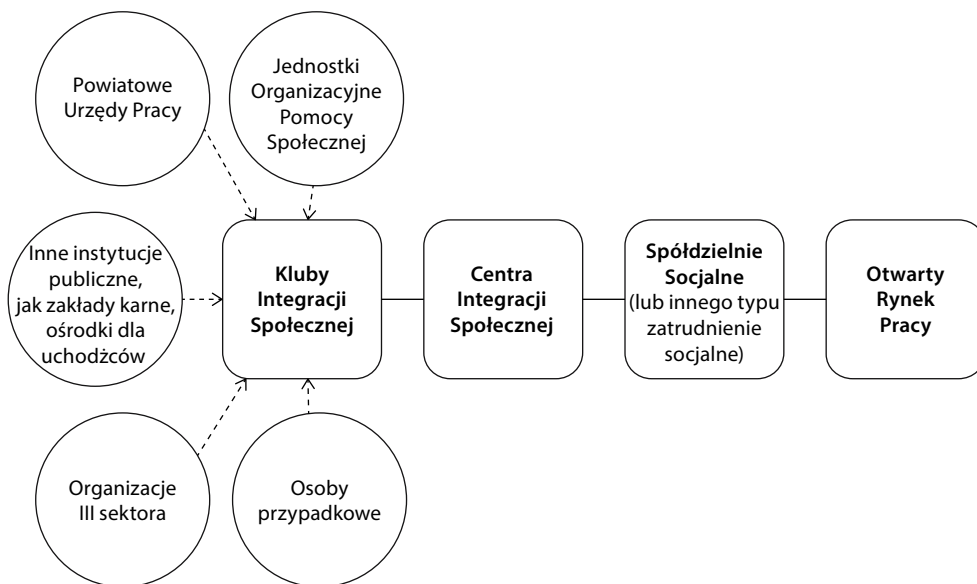 Powiatowe
Urzędy Pracy
Jednostki
Organizacyjne
Pomocy
Społecznej
Inne instytucje
publiczne,
jak zakłady karne,
ośrodki dla
uchodźców
Kluby
Integracji
Społecznej
Centra
Integracji
Społecznej
Spółdzielnie
Socjalne
(lub innego typu
zatrudnienie
socjalne)
Otwarty
Rynek
Pracy
Organizacje
III sektora
Osoby
przypadkowe